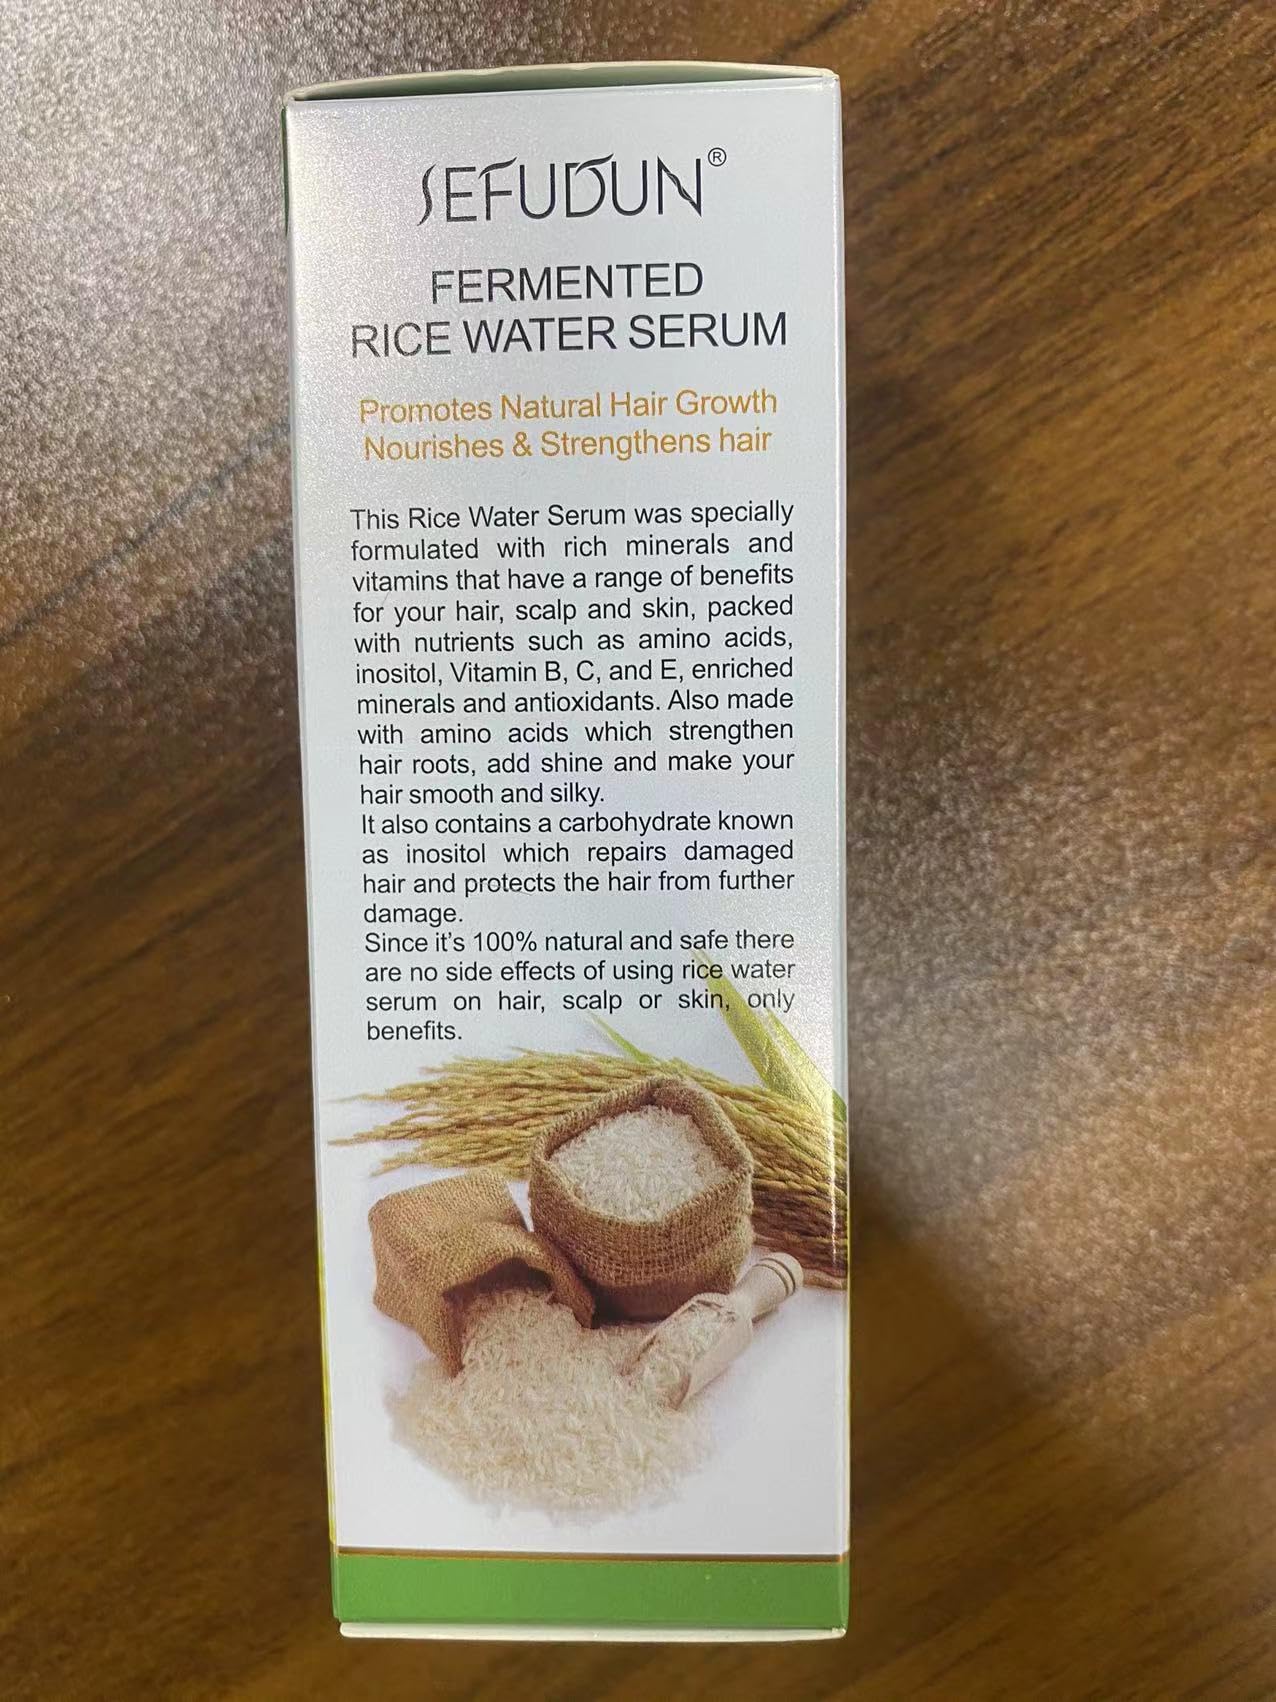 SEFUDUN®
FERMENTED
RICE WATER SERUM
Promotes Natural Hair Growth
Nourishes & Strengthens hair
This Rice Water Serum was specially
formulated with rich minerals and
vitamins that have a range of benefits
for your hair, scalp and skin, packed
with nutrients such as amino acids,
inositol, Vitamin B, C, and E, enriched
minerals and antioxidants. Also made
with amino acids which strengthen
hair roots, add shine and make your
hair smooth and silky.
It also contains a carbohydrate known
as inositol which repairs damaged
hair and protects the hair from further
damage.
Since it's 100% natural and safe there
are no side effects of using rice water
serum on hair, scalp or skin, only
benefits.